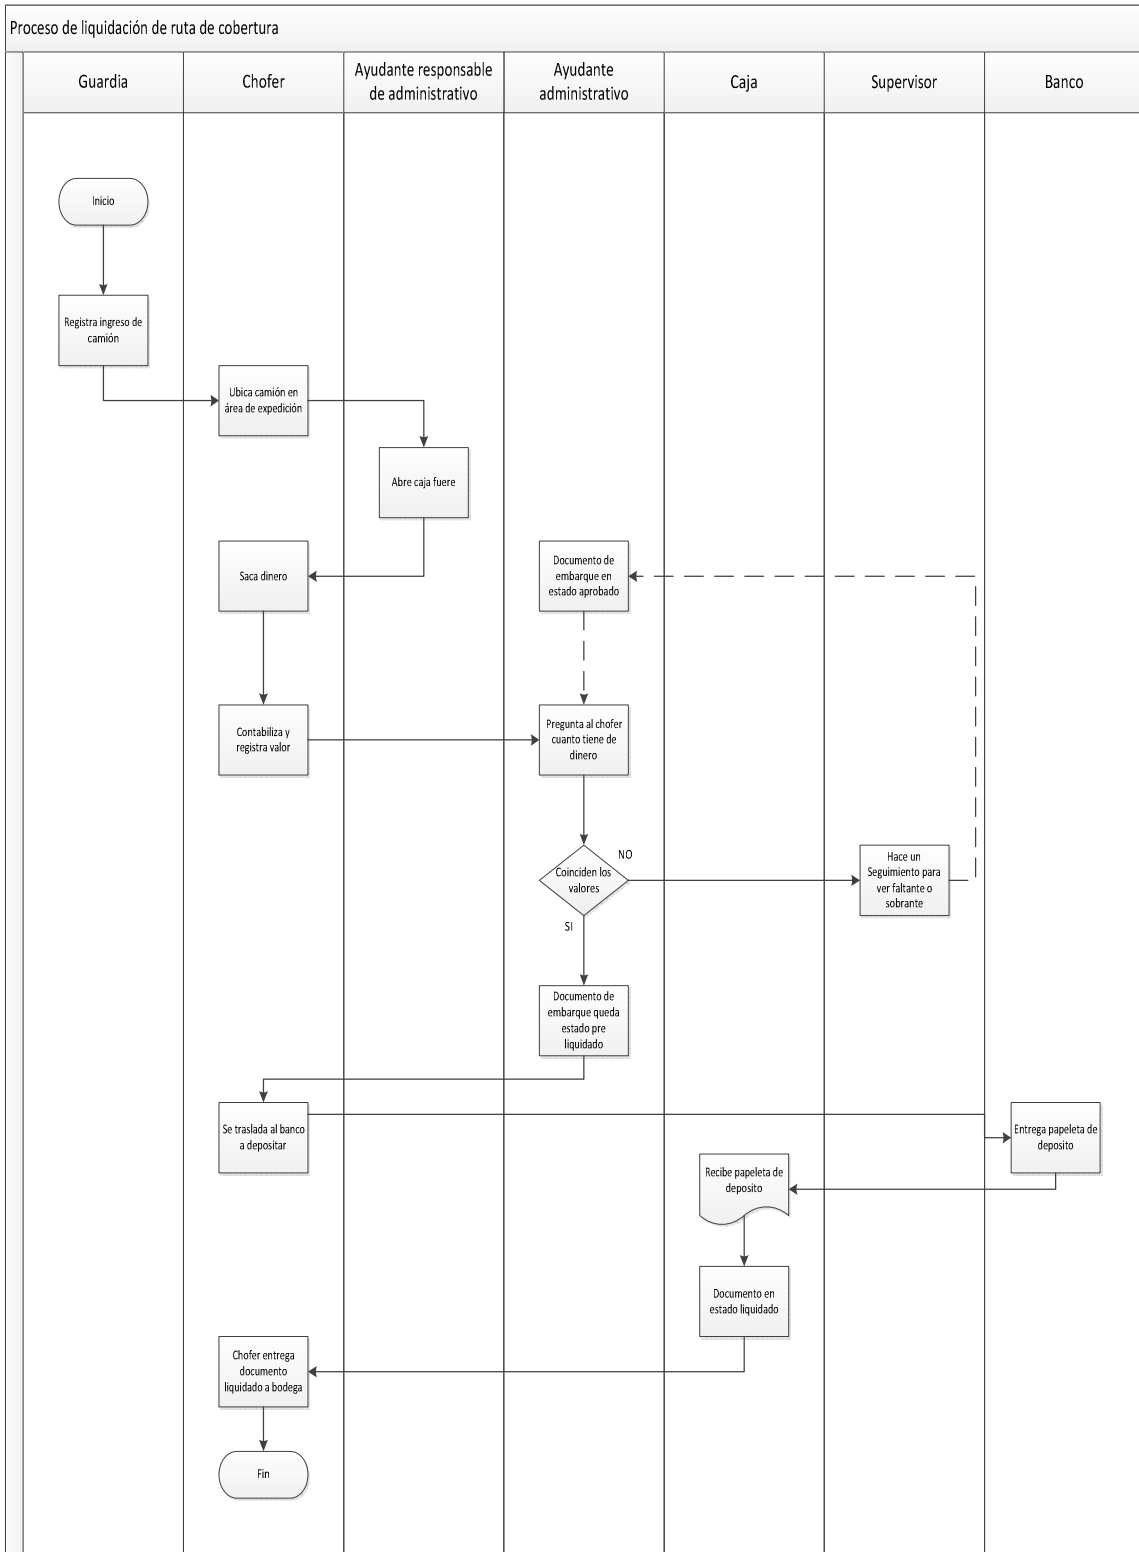 Proceso de liquidación de ruta de cobertura
Guardia
Chofer
Ayudante responsable
de administrativo
Ayudante
administrativo
Caja
Supervisor
Banco
Inicio
Registra ingreso de
camión
Ubica camión en
área de expedición
Abre caja fuere
Saca dinero
Documento de
embarque en
estado aprobado
Contabiliza y
registra valor
Pregunta al chofer
cuanto tiene de
dinero
Coinciden los
valores
NO
SI
Hace un
Seguimiento para
ver faltante o
sobrante
Documento de
embarque queda
estado pre
liquidado
Se traslada al banco
a depositar
Entrega papeleta de
deposito
Recibe papeleta de
deposito
Documento en
estado liquidado
Chofer entrega
documento
liquidado a bodega
Fin